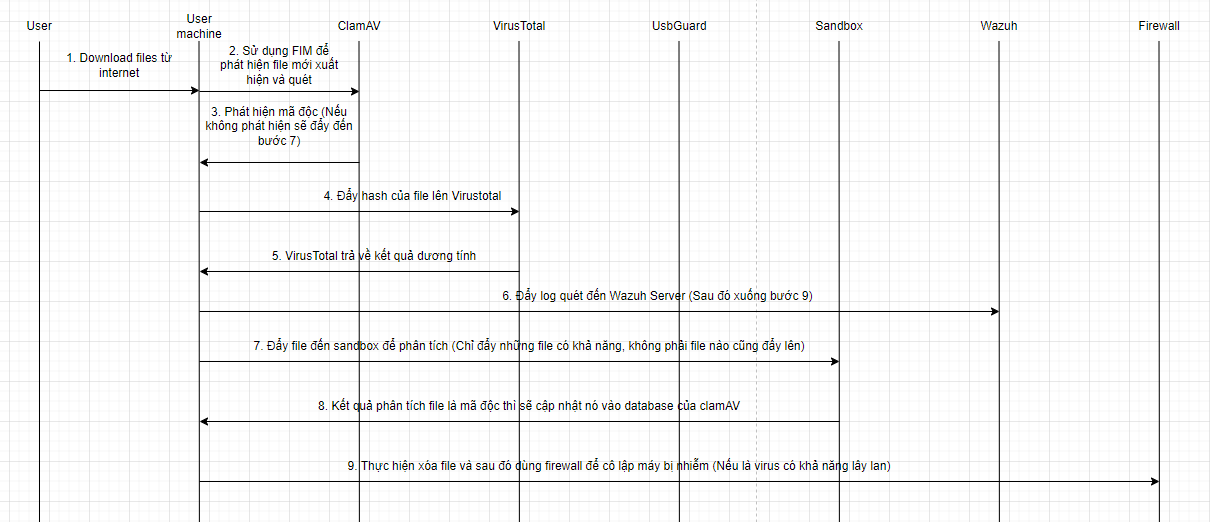 User
User
machine
ClamAV
VirusTotal
UsbGuard
Sandbox
Wazuh
Firewall
1. Download files từ
internet
2. Sử dụng FIM để
phát hiện file mới xuất
hiện và quét
3. Phát hiện mã độc (Nếu
không phát hiện sẽ đẩy đến
bước 7)
4. Đẩy hash của file lên Virustotal
5. VirusTotal trả về kết quả dương tính
6. Đẩy log quét đến Wazuh Server (Sau đó xuống bước 9)
7. Đẩy file đến sandbox để phân tích (Chỉ đẩy những file có khả năng, không phải file nào cũng đẩy lên)
8. Kết quả phân tích file là mã độc thì sẽ cập nhật nó vào database của clamAV
9. Thực hiện xóa file và sau đó dùng firewall để cô lập máy bị nhiễm (Nếu là virus có khả năng lây lan)